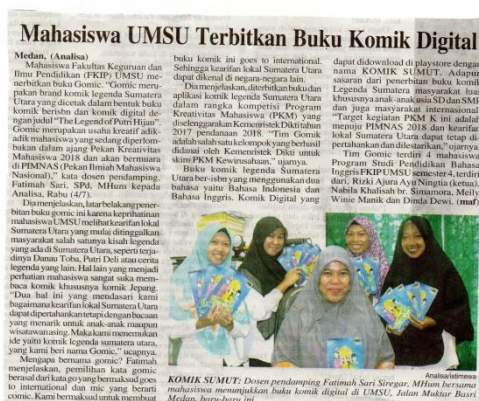 Mahasiswa UMSU Terbitkan Buku Komik Digital
Medan, (Analisa)
Mahasiswa Fakultas Keguruan dan
Ilmu Pendidikan (FKIP) UMSU me-
nerbitkan buku Gomic. "Gomic meru-
pakan brand komik legenda Sumatera
Utara yang dicetak dalam bentuk buku
komik berisbn dan komik digital de-
ngan judul "The Legend of Putri Hijau".
Gomic merupakan usaha kreatif adik-
adik mahasiswa yang sedang diperlom-
bakan dalam ajang Pekan Kreativitas
Mahasiswa 2018 dan akan bermuara
di PIMNAS (Pekan Ilmiah Mahasiswa
Nasional)," kata dosen pendamping,
Fatimah Sari, SPd, MHum kepada
Analisa, Rabu (4/7).
Dia menjelaskan, latar belakang pener-
bitan buku gomic ini karena keprihatinan
mahasiswa UMSU melihat kearifan lokal
Sumatera Utara yang mulai ditinggalkan
masyarakat salah satunya kisah legenda
yang ada di Sumatera Utara, seperti terja-
dinya Danau Toba, Putri Deli atau cerita
legenda yang lain. Hal lain yang menjadi
perhatian mahasiswa sangat suka mem-
baca komik khususnya komik Jepang.
"Dua hal ini yang mendasari kami
bagaimana kearifan lokal Sumatera Utara
dapat dipertahankan tetapi dengan bacaan
yang menarik untuk anak-anak maupun
wisatawan asing. Maka kami menemukan
ide yaitu komik legenda sumatra utara,
yang kami beri nama Gomic," ucapnya.
Mengapa bernama gomic? Fatimah
menjelaskan, pemilihan kata gomic
berasal dari kata go yang bermaksud goes
to international dan mic yang berarti
comic. Kami bermaksud untuk membuat
buku komik ini goes to international.
Sehingga kearifan lokal Sumatera Utara
dapat dikenal di negara-negara lain.
Dia menjelaskan, diterbitkan buku dan
aplikasi komik legenda Sumatera Utara
dalam rangka kompetisi Program
Kreativitas Mahasiswa (PKM) yang
diselenggarakan Kemenristek Dikti tahun
2017 pendanaan 2018. "Tim Gomik
adalah salah satu kelompok yang berhasil
didanai oleh Kemenristek Dikti untuk
skim PKM Kewirausahaan," ujarnya.
Buku komik legenda Sumatera
Utara ber-isbn yang menggunakan dua
bahasa yaitu Bahasa Indonesia dan
Bahasa Inggris. Komik Digital yang
dapat didownload di playstore dengan
nama KOMIK SUMUT. Adapun
sasaran dari penerbitan buku komik
Legenda Sumatera masyarakat luas
khususnya anak-anak usia SD dan SMP
dan juga masyarakat internasional.
"Target kegiatan PKM K ini adalah
menuju PIMNAS 2018 dan kearifan
lokal Sumatera Utara dapat tetap di
pertahankan dan dilestarikan," ujarnya.
Tim Gomic terdiri 4 mahasiswa
Program Studi Pendidikan Bahasa
Inggris FKIP UMSU semester 4, terdiri
dari, Rizki Ajura Ayu Ningtia (ketua),
Nabila Khalisah br. Simamora, Meily
Winie Manik dan Dinda Dewi. (maf)
Analisa/istimewa
KOMIK SUMUT: Dosen pendamping Fatimah Sari Siregar, MHum bersama
mahasiswa menunjukkan buku komik digital di UMSU, Jalan Muktar Basri
Medan, baru-baru ini.